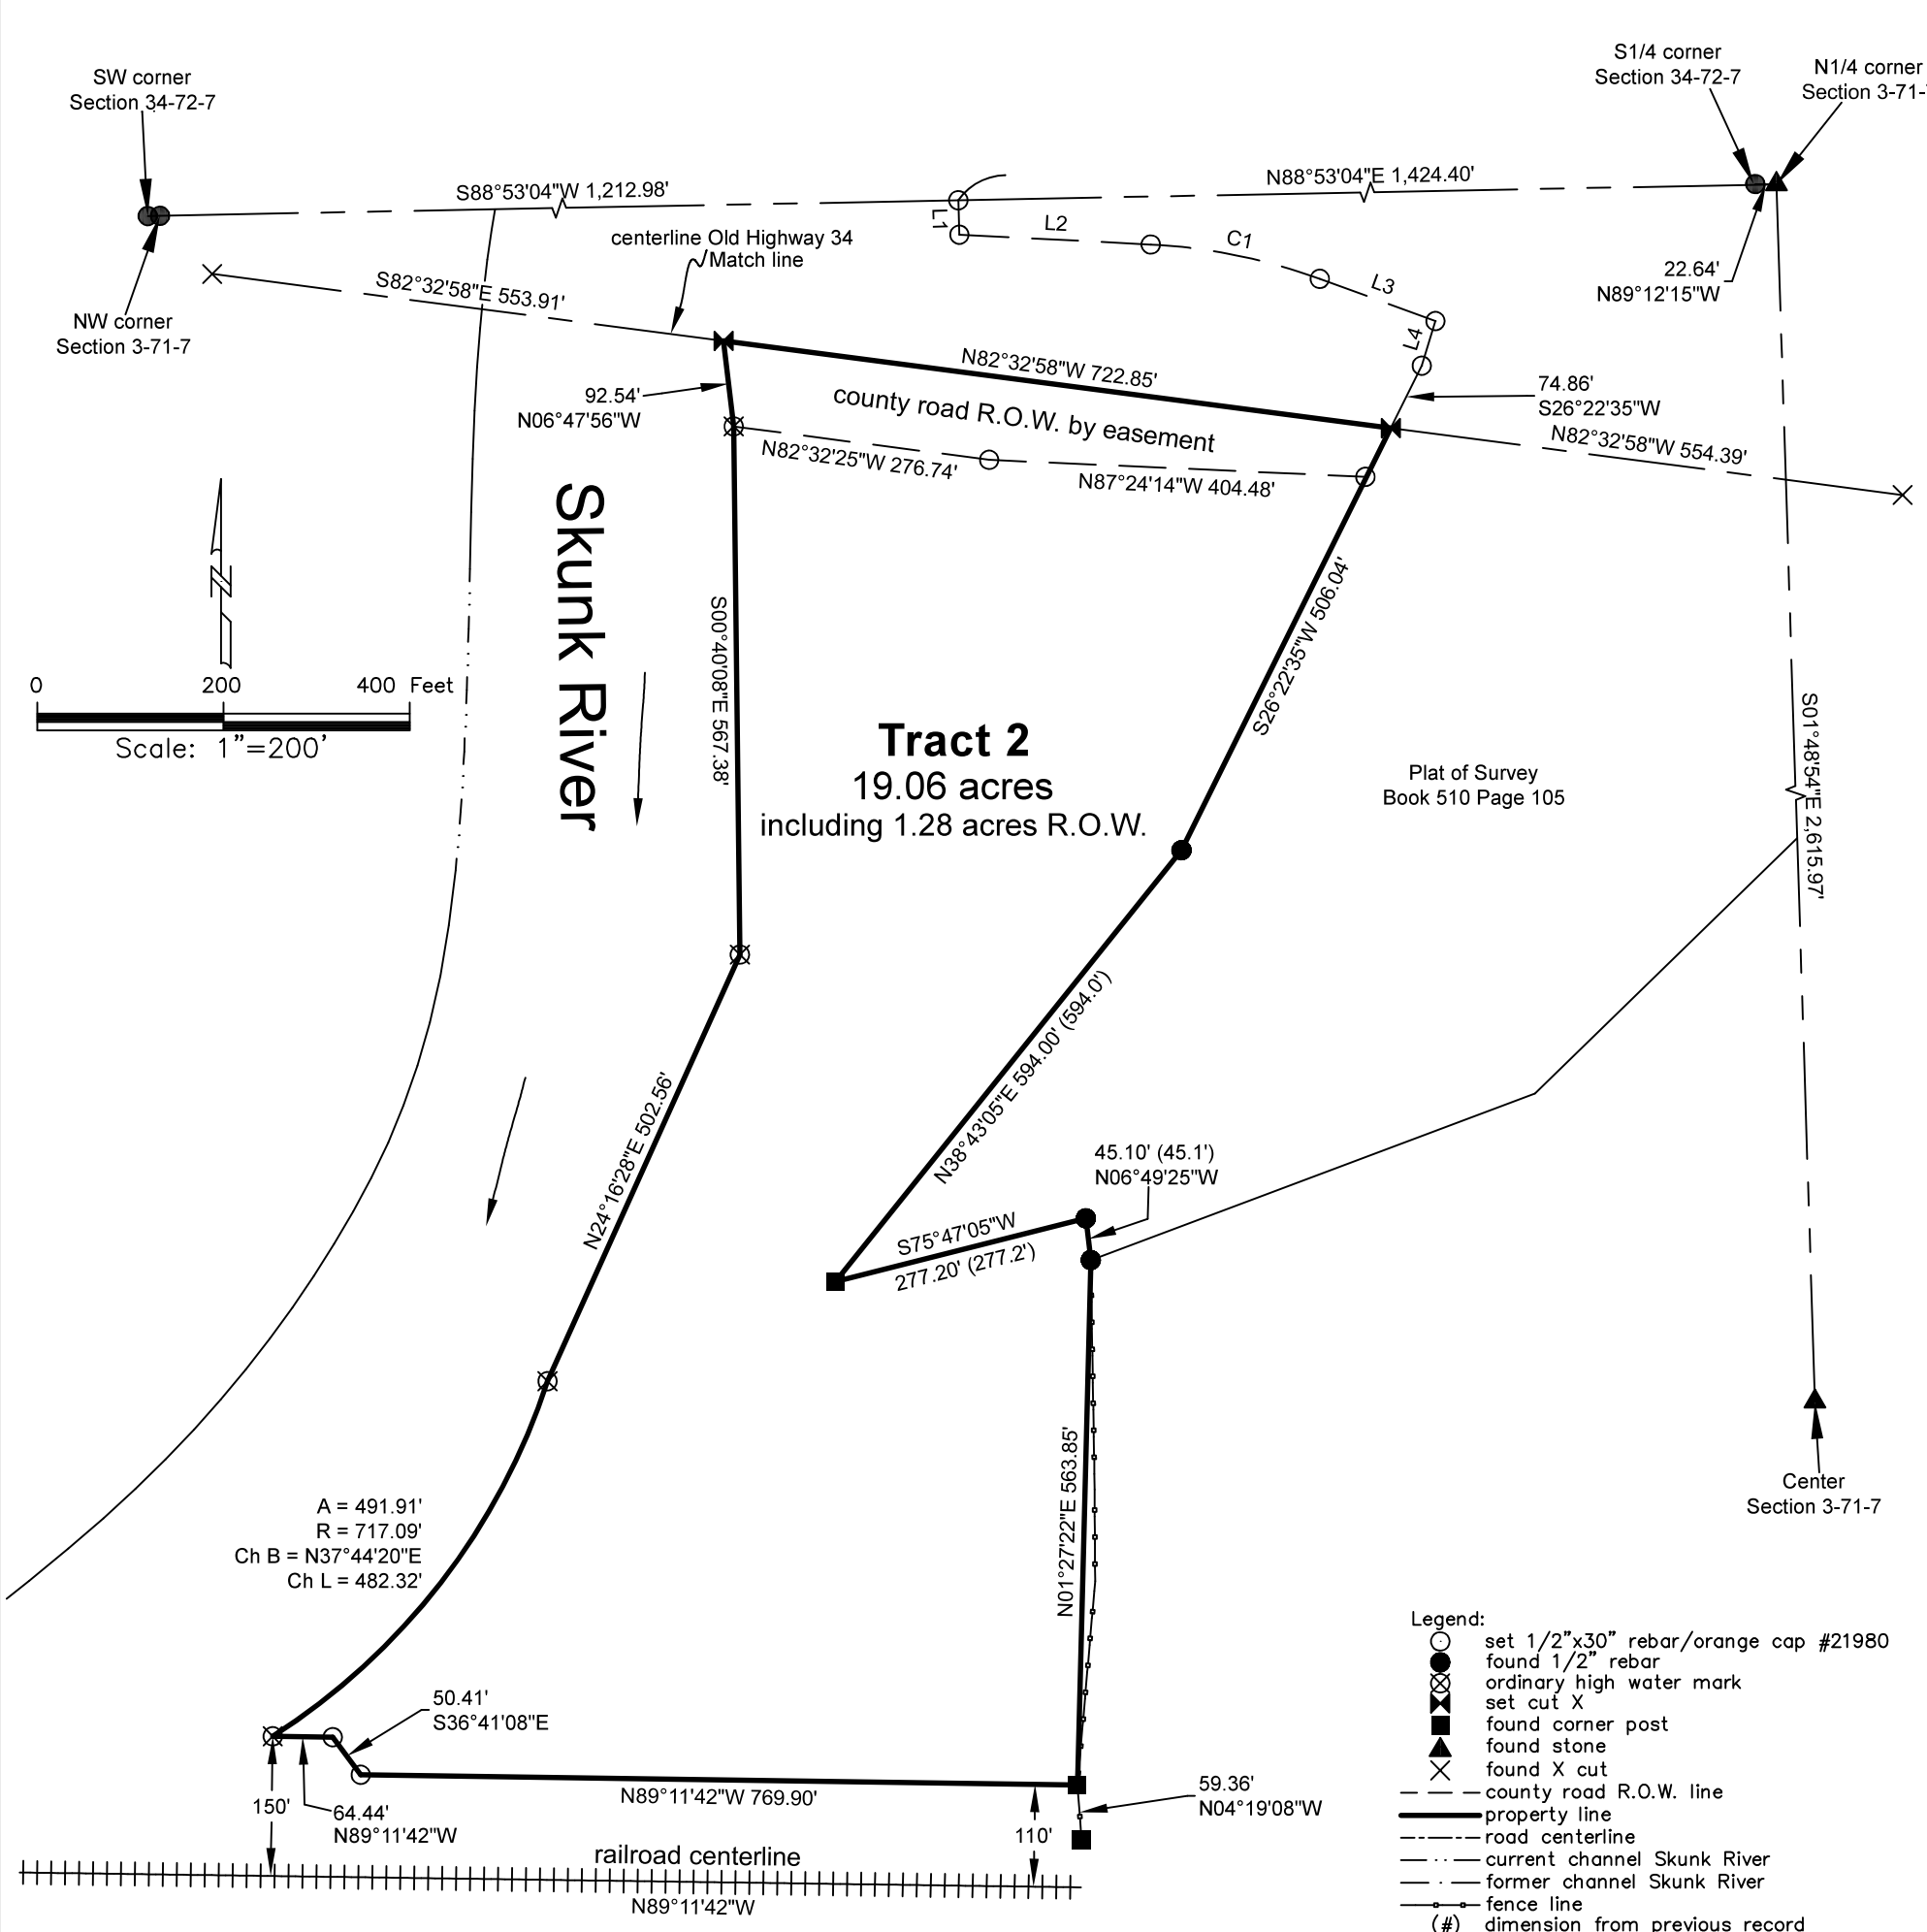 SW corner
Section 34-72-7
S1/4 corner
Section 34-72-7
N1/4 corner
Section 3-71-
S88°53'04"W 1,212.98'
N88°53'04"E 1,424.40'
L1
L2
C1
L3
L4
centerline Old Highway 34
Match line
22.64'
N89°12'15"W
S82°32'58"E 553.91'
NW corner
Section 3-71-7
N82°32'58"W 722.85'
92.54'
N06°47'56"W
county road R.O.W. by easement
74.86'
S26°22'35"W
N82°32'58"W 554.39'
N82°32'25"W 276.74'
N87°24'14"W 404.48'
N
Skunk River
S00°40'08"E 567.38'
S26°22'35"W 506.04'
0 200 400 Feet
Scale: 1"=200'
Tract 2
19.06 acres
including 1.28 acres R.O.W.
Plat of Survey
Book 510 Page 105
S01°48'54"E 2,615.97'
N38°43'05"E 594.00' (594.0')
N24°16'28"E 502.56'
45.10' (45.1')
N06°49'25"W
S75°47'05"W
277.20' (277.2')
N01°27'22"E 563.85'
Center
Section 3-71-7
A = 491.91'
R = 717.09'
Ch B = N37°44'20"E
Ch L = 482.32'
50.41'
S36°41'08"E
N89°11'42"W 769.90'
59.36'
N04°19'08"W
150'
64.44'
N89°11'42"W
110'
railroad centerline
N89°11'42"W
Legend:
set 1/2"x30" rebar/orange cap #21980
found 1/2" rebar
ordinary high water mark
set cut X
found corner post
found stone
found X cut
county road R.O.W. line
property line
road centerline
current channel Skunk River
former channel Skunk River
fence line
(#) dimension from previous record